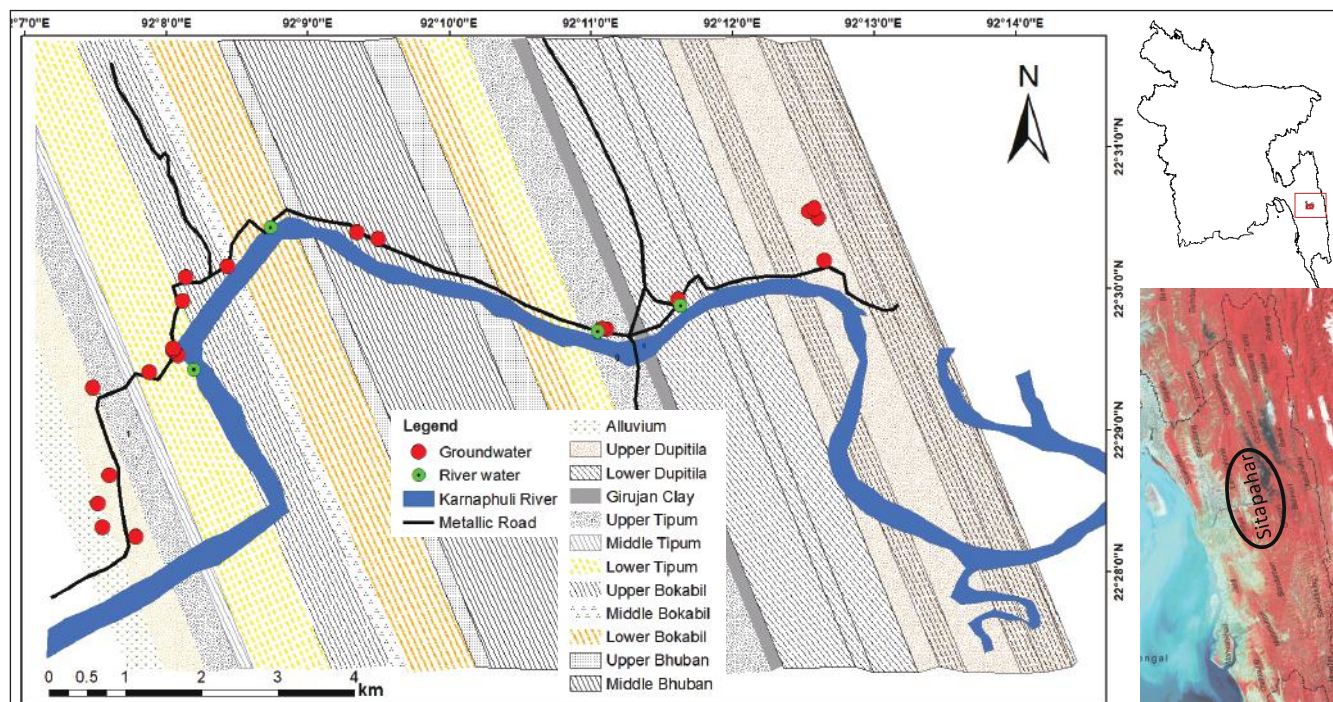 92°7'0"E 92°8'0"E 92°9'0"E 92°10'0"E 92°11'0"E 92°12'0"E 92°13'0"E 92°14'0"E
N
22°31'0"N
22°30'0"N
22°29'0"N
22°28'0"N
Legend
Groundwater
River water
Karnaphuli River
Metallic Road
Alluvium
Upper Dupitila
Lower Dupitila
Girujan Clay
Upper Tipum
Middle Tipum
Lower Tipum
Upper Bokabil
Middle Bokabil
Lower Bokabil
Upper Bhuban
Middle Bhuban
0 0.5 1 2 3 4
km
Sitapahar